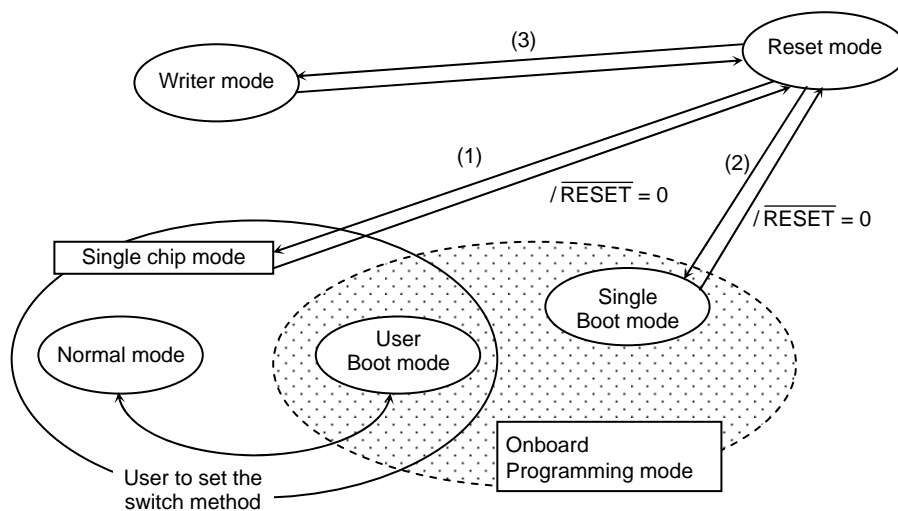 (3)
Reset mode
Writer mode
(1)
(2)
/ RESET = 0
/ RESET = 0
Single chip mode
Single
Boot mode
Normal mode
User
Boot mode
Onboard
Programming mode
User to set the
switch method